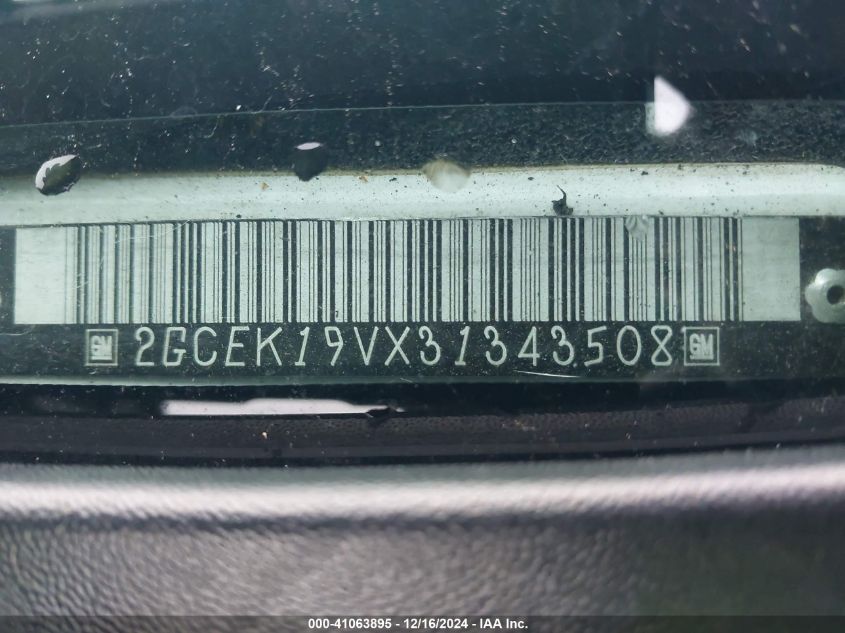 GM 2GCEK19VX31343508 GM
000-41063895 - 12/16/2024 - IAA Inc.